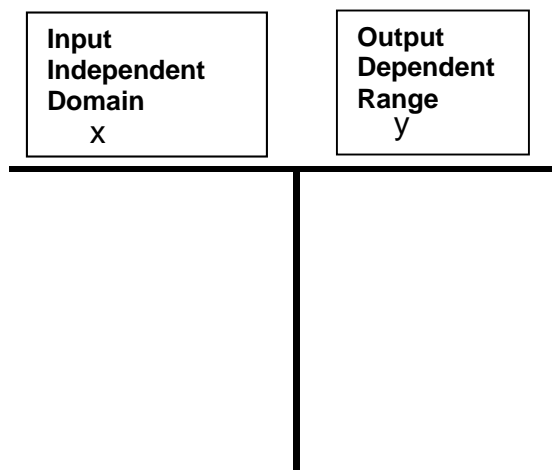 Input
Independent
Domain
x
Output
Dependent
Range
y